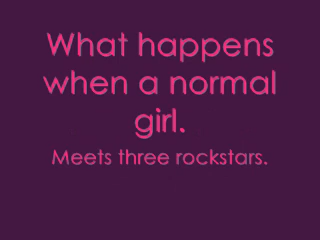 What happens
when a normal
girl.
Meets three rockstars.